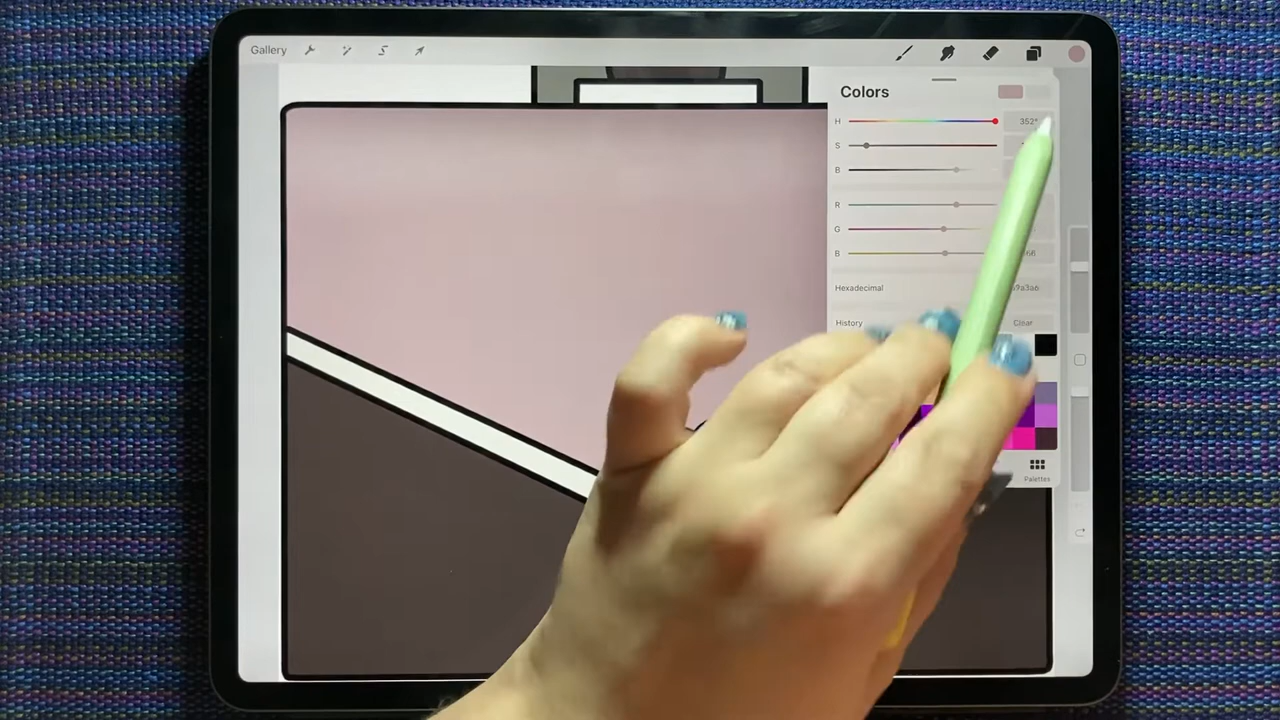 Gallery
Colors
H 352°
S
B
R
G
B
Hexadecimal
History Clear
Palettes